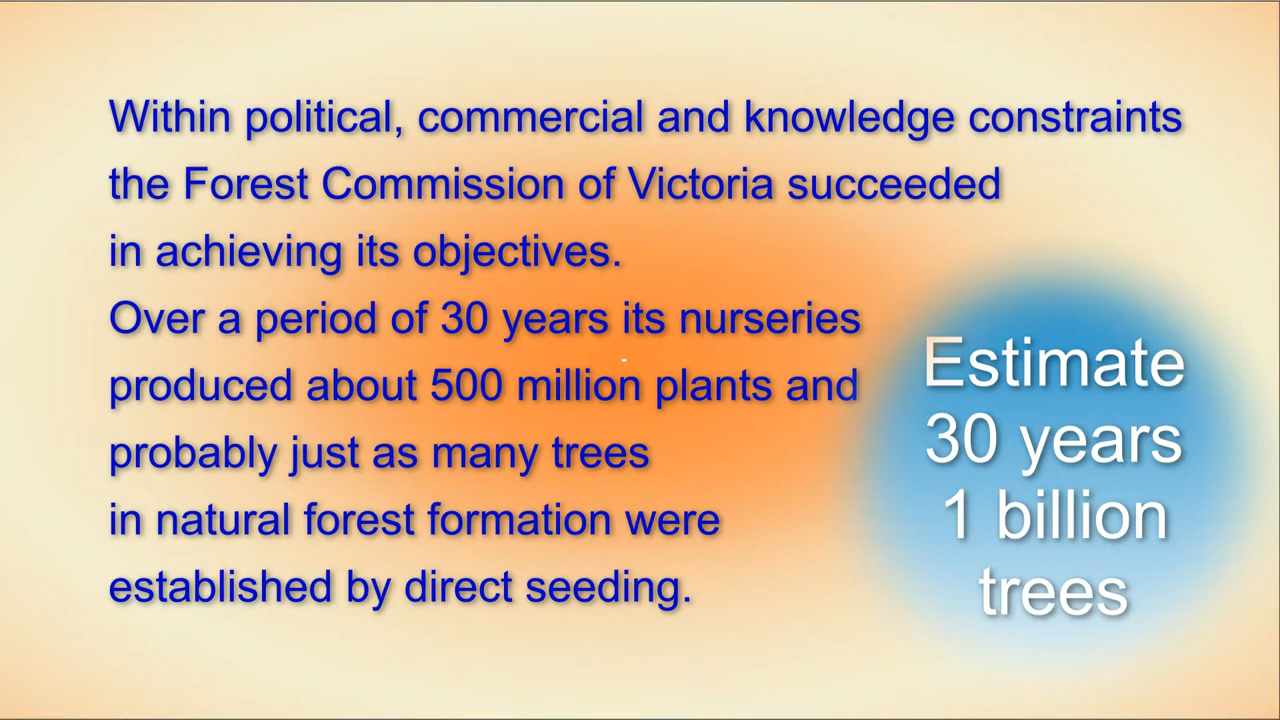 Within political, commercial and knowledge constraints
the Forest Commission of Victoria succeeded
in achieving its objectives.
Over a period of 30 years its nurseries
produced about 500 million plants and
probably just as many trees
in natural forest formation were
established by direct seeding.
Estimate
30 years
1 billion
trees